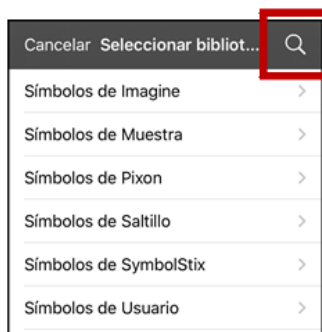 Cancelar Seleccionar bibliot...
Símbolos de Imagine
Símbolos de Muestra
Símbolos de Pixon
Símbolos de Saltillo
Símbolos de SymbolStix
Símbolos de Usuario